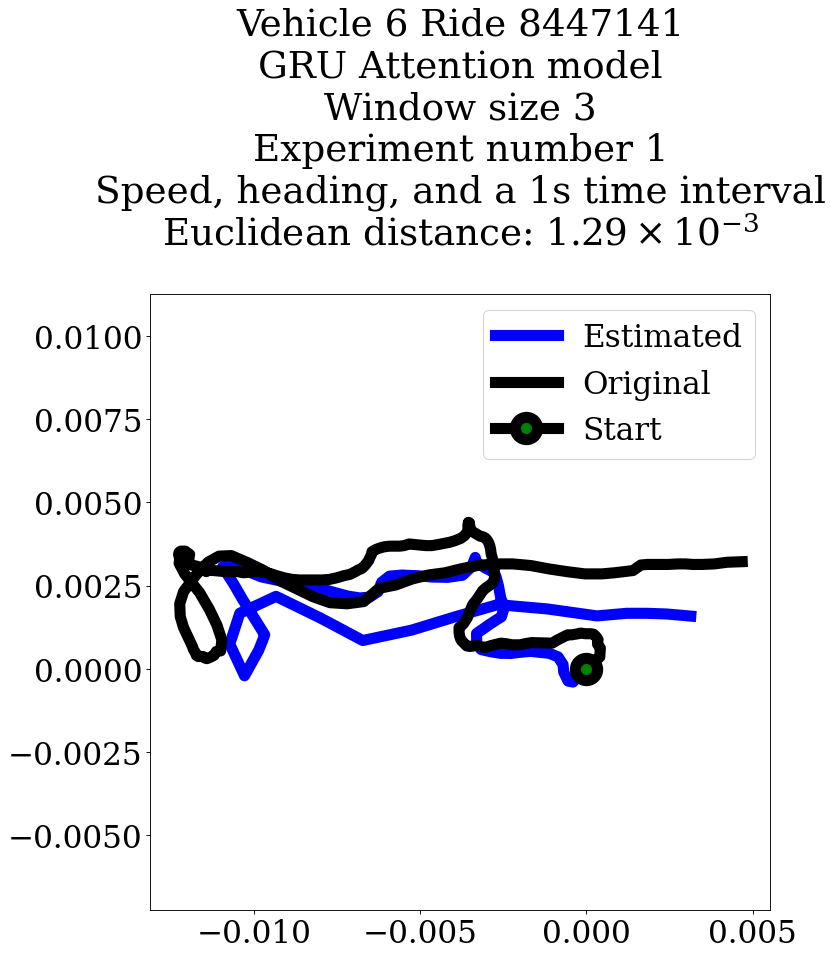 Vehicle 6 Ride 8447141
GRU Attention model
Window size 3
Experiment number 1
Speed, heading, and a 1s time interval
Euclidean distance: 1.29 × 10⁻³
Estimated
Original
Start
0.0100
0.0075
0.0050
0.0025
0.0000
−0.0025
−0.0050
−0.010 −0.005 0.000 0.005